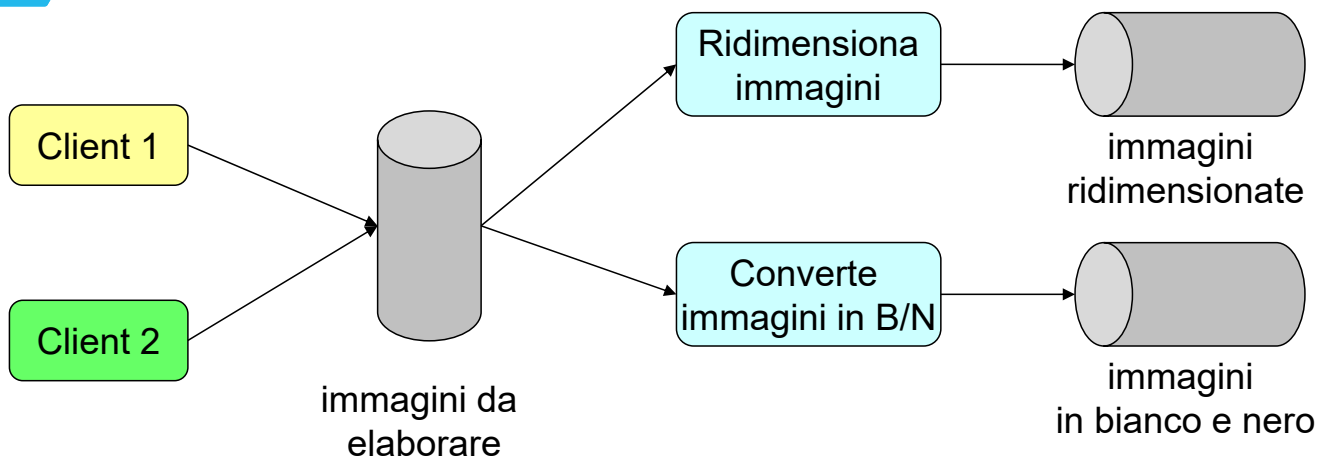 Client 1
Client 2
immagini da
elaborare
Ridimensiona
immagini
Converte
immagini in B/N
immagini
ridimensionate
immagini
in bianco e nero